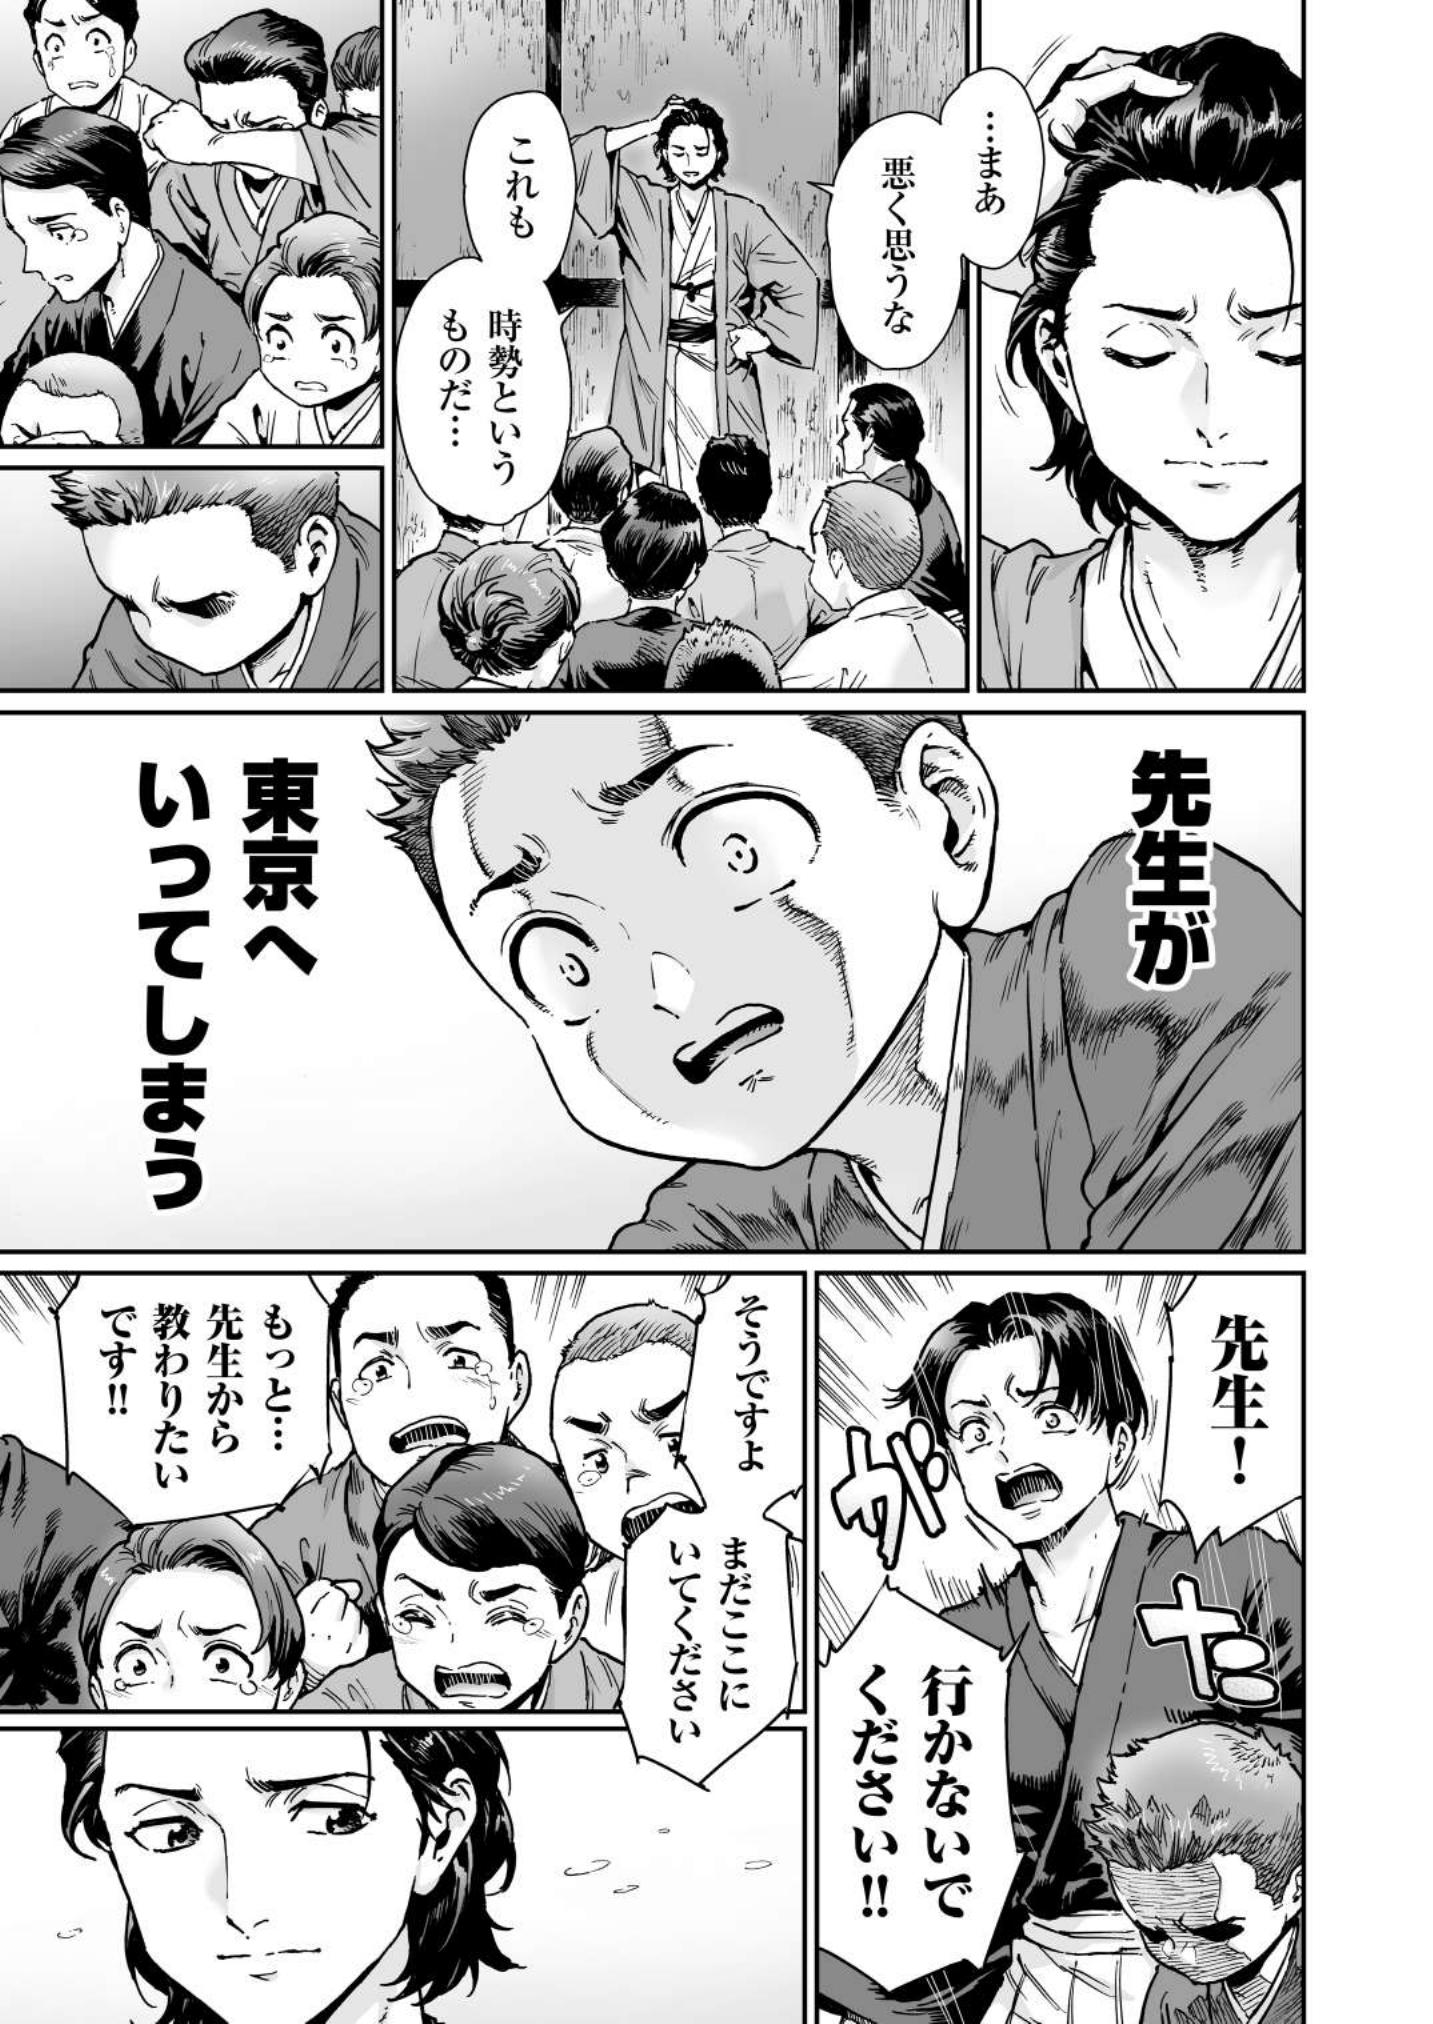 …まあ
悪く思うな
これも
時勢という
ものだ…
先生が
東京へ
いってしまう
先生！
ガタ
行かないで
ください!!
そうですよ
まだここに
いてください
もっと…
先生から
教わりたい
です!!